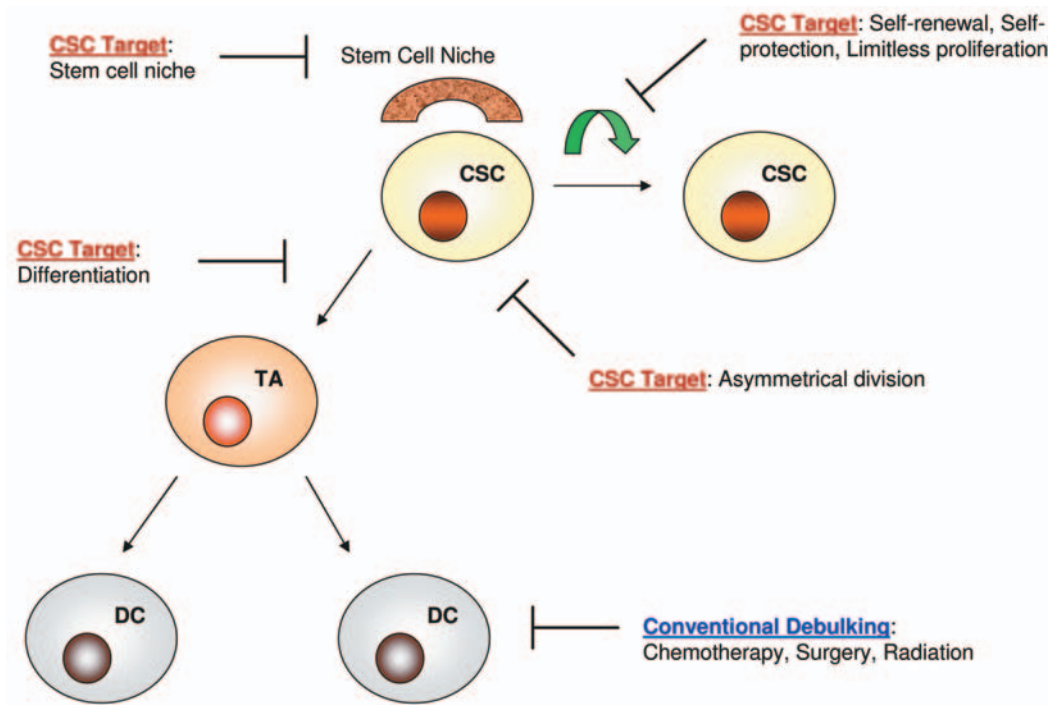 CSC Target:
Stem cell niche
Stem Cell Niche
CSC Target: Self-renewal, Self-
protection, Limitless proliferation
CSC
CSC
CSC Target:
Differentiation
TA
CSC Target: Asymmetrical division
DC
DC
Conventional Debulking:
Chemotherapy, Surgery, Radiation